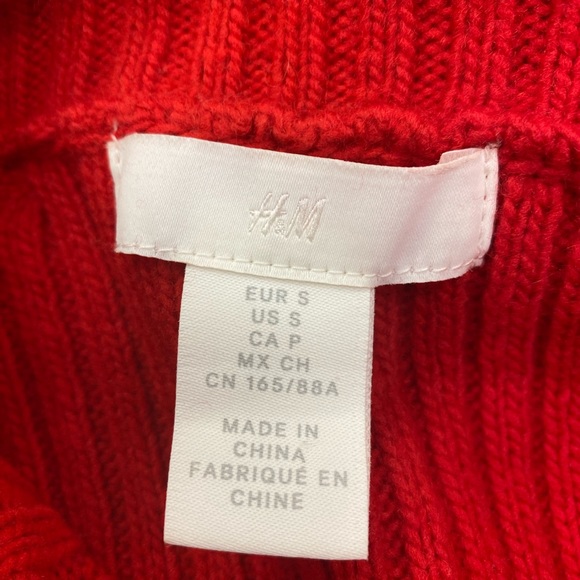 H&M
EUR S
US S
CA P
MX CH
CN 165/88A
MADE IN
CHINA
FABRIQUÉ EN
CHINE